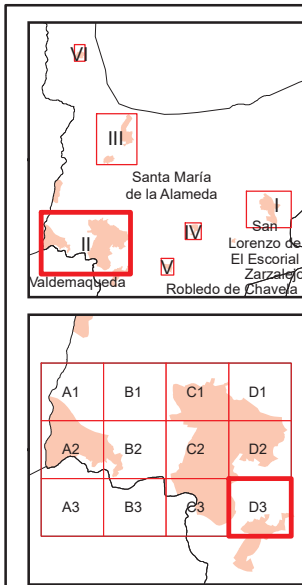 VI
III
Santa María
de la Alameda
I
San
Lorenzo de
El Escorial
Zarzalejo
II
IV
V
Valdemaqueda
Robledo de Chavela
A1 B1 C1 D1
A2 B2 C2 D2
A3 B3 C3 D3